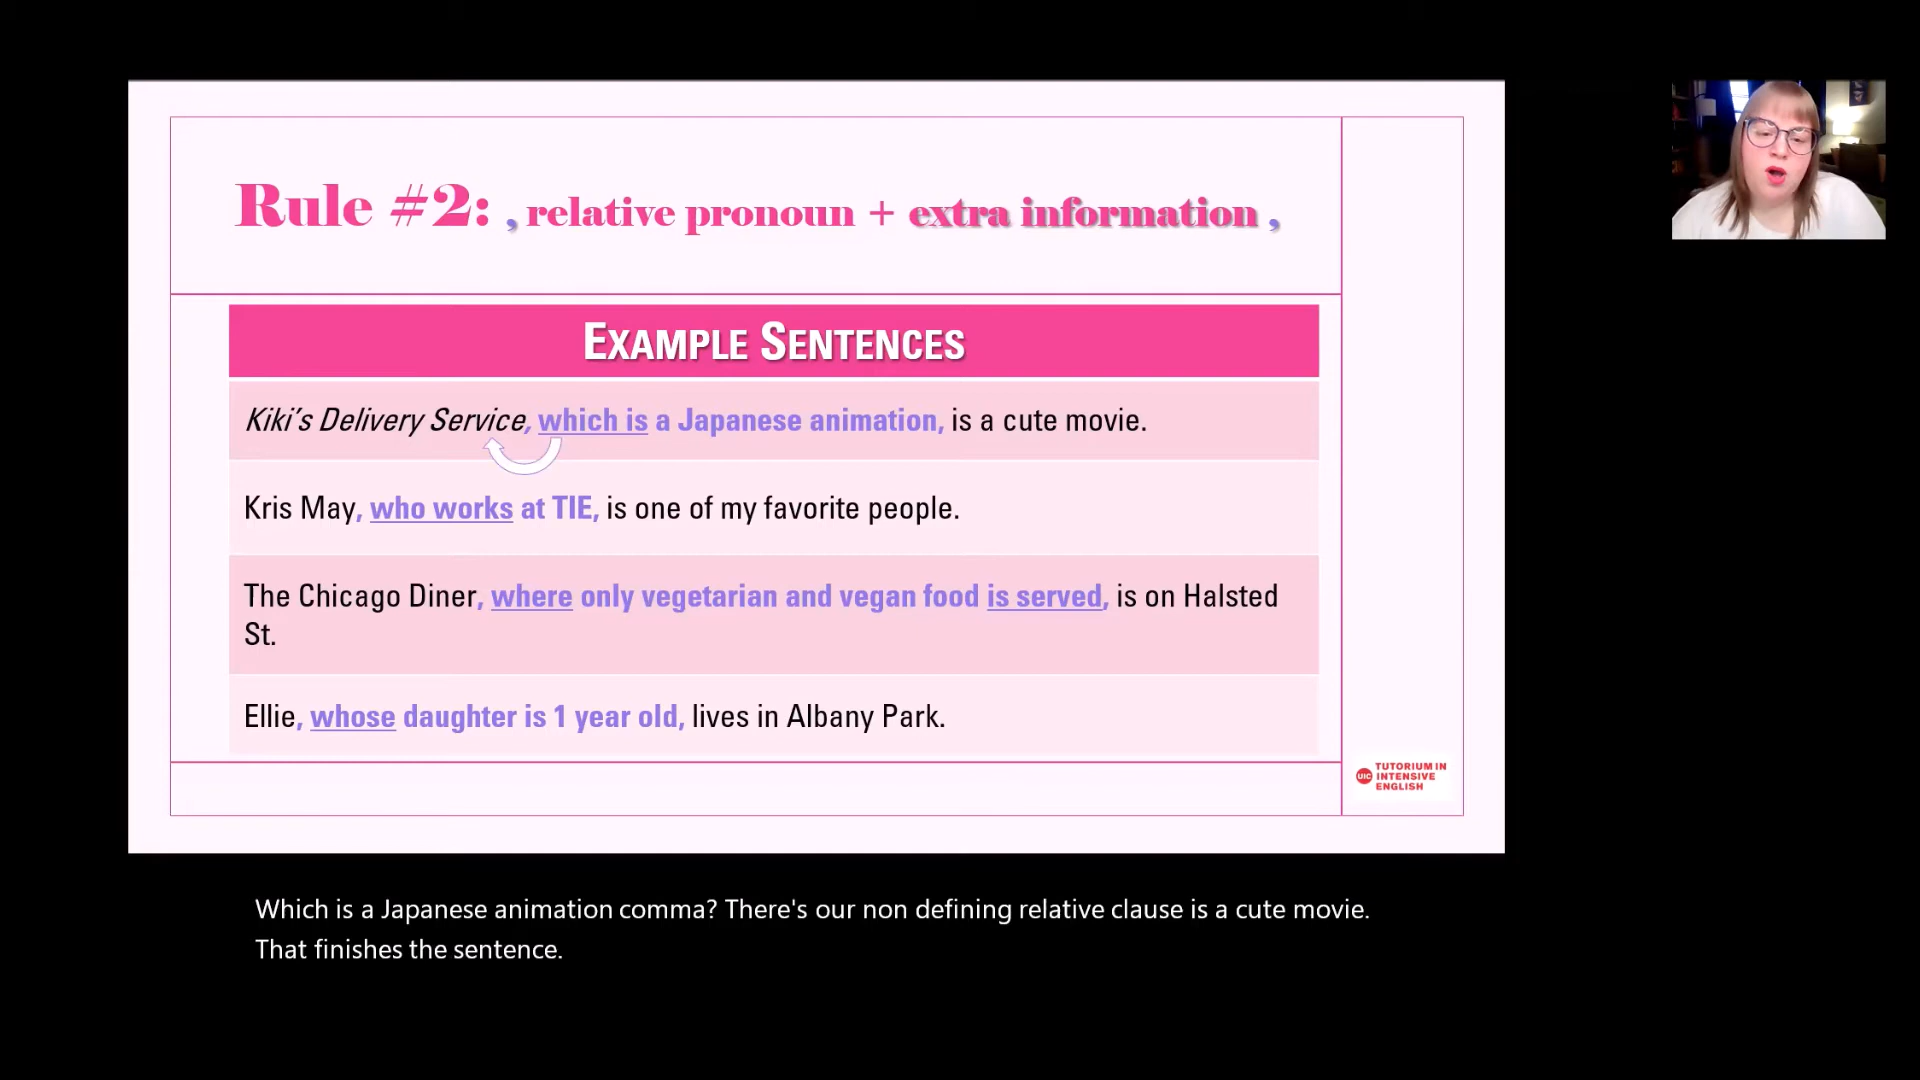 Rule #2: , relative pronoun + extra information ,
EXAMPLE SENTENCES
Kiki’s Delivery Service, which is a Japanese animation, is a cute movie.
Kris May, who works at TIE, is one of my favorite people.
The Chicago Diner, where only vegetarian and vegan food is served, is on Halsted
St.
Ellie, whose daughter is 1 year old, lives in Albany Park.
UIC
TUTORIUM IN
INTENSIVE
ENGLISH
Which is a Japanese animation comma? There's our non defining relative clause is a cute movie.
That finishes the sentence.